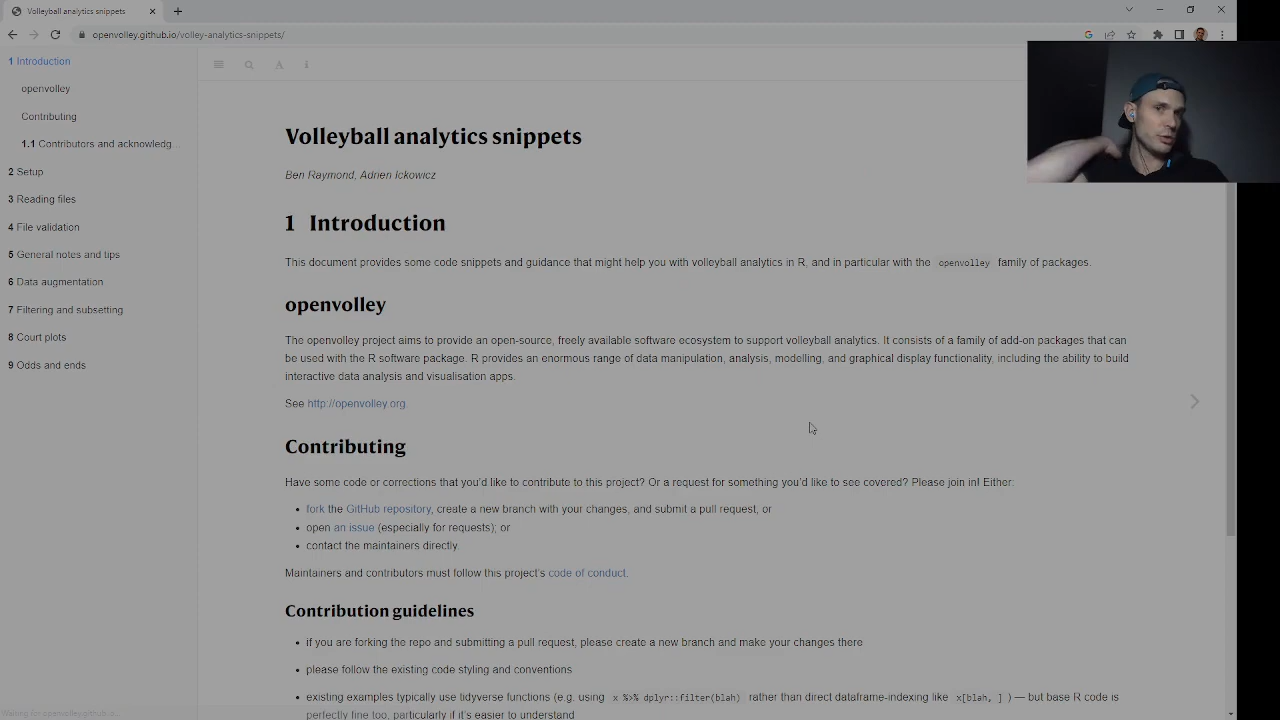 Volleyball analytics snippets
openvolley.github.io/volley-analytics-snippets/
1 Introduction
openvolley
Contributing
1.1 Contributors and acknowledg...
2 Setup
3 Reading files
4 File validation
5 General notes and tips
6 Data augmentation
7 Filtering and subsetting
8 Court plots
9 Odds and ends
Volleyball analytics snippets
Ben Raymond, Adrien Ickowicz
1 Introduction
This document provides some code snippets and guidance that might help you with volleyball analytics in R, and in particular with the openvolley family of packages.
openvolley
The openvolley project aims to provide an open-source, freely available software ecosystem to support volleyball analytics. It consists of a family of add-on packages that can
be used with the R software package. R provides an enormous range of data manipulation, analysis, modelling, and graphical display functionality, including the ability to build
interactive data analysis and visualisation apps.
See http://openvolley.org.
Contributing
Have some code or corrections that you'd like to contribute to this project? Or a request for something you'd like to see covered? Please join in! Either:
• fork the GitHub repository, create a new branch with your changes, and submit a pull request, or
• open an issue (especially for requests); or
• contact the maintainers directly.
Maintainers and contributors must follow this project's code of conduct.
Contribution guidelines
• if you are forking the repo and submitting a pull request, please create a new branch and make your changes there
• please follow the existing code styling and conventions
• existing examples typically use tidyverse functions (e.g. using x %>% dplyr::filter(blah) rather than direct dataframe-indexing like x[blah, ] ) — but base R code is
perfectly fine too, particularly if it's easier to understand
Waiting for openvolley.github.io...